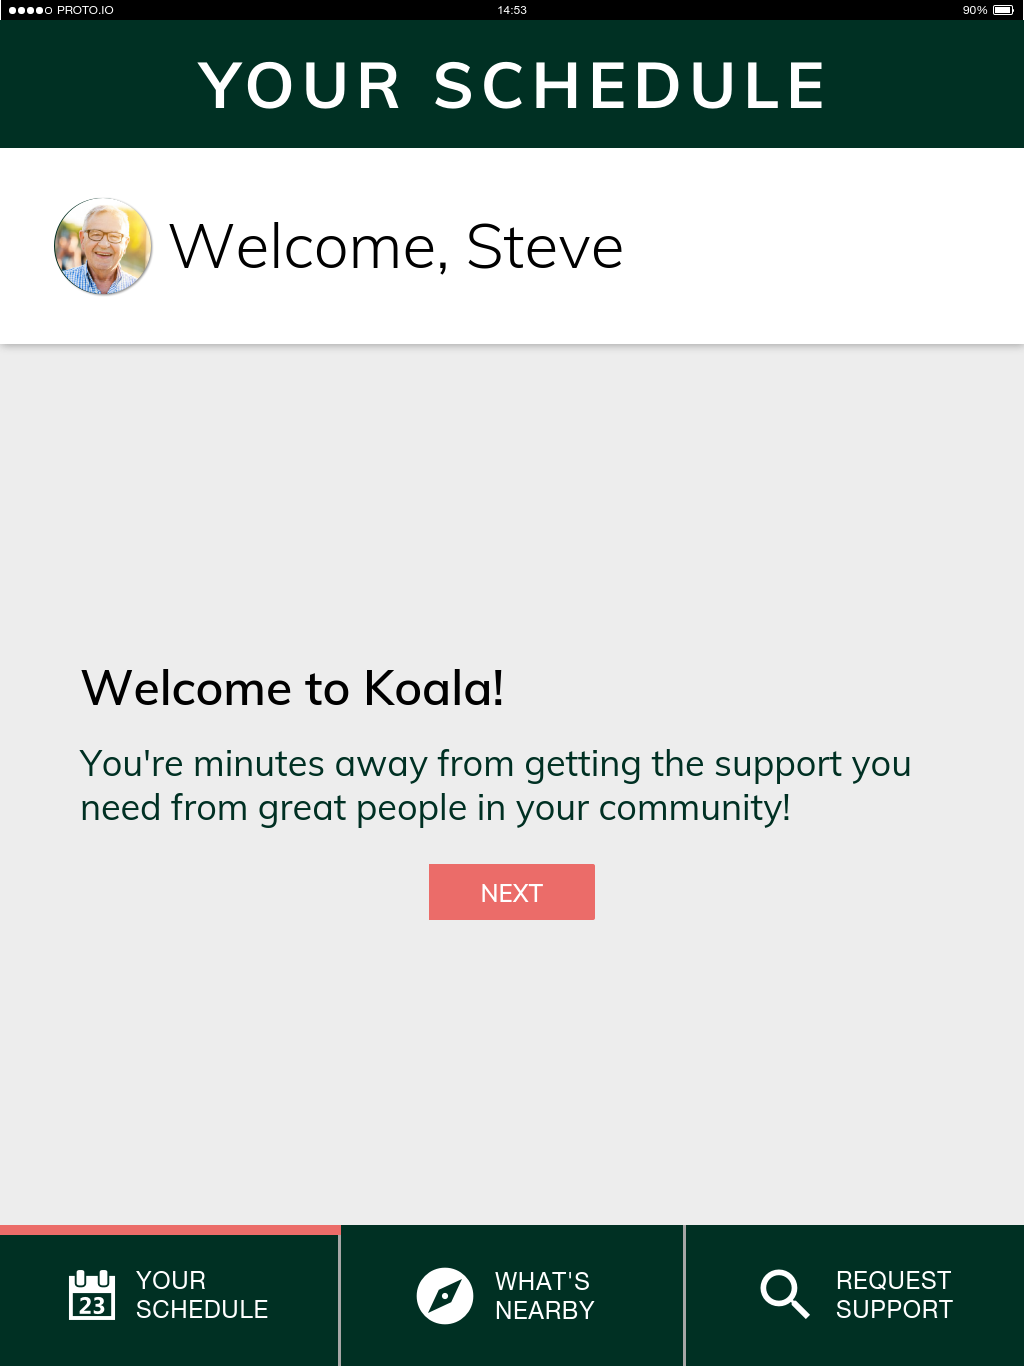 PROTO.IO 14:53 90%
YOUR SCHEDULE
Welcome, Steve
Welcome to Koala!
You're minutes away from getting the support you
need from great people in your community!
NEXT
23
YOUR
SCHEDULE
WHAT'S
NEARBY
REQUEST
SUPPORT